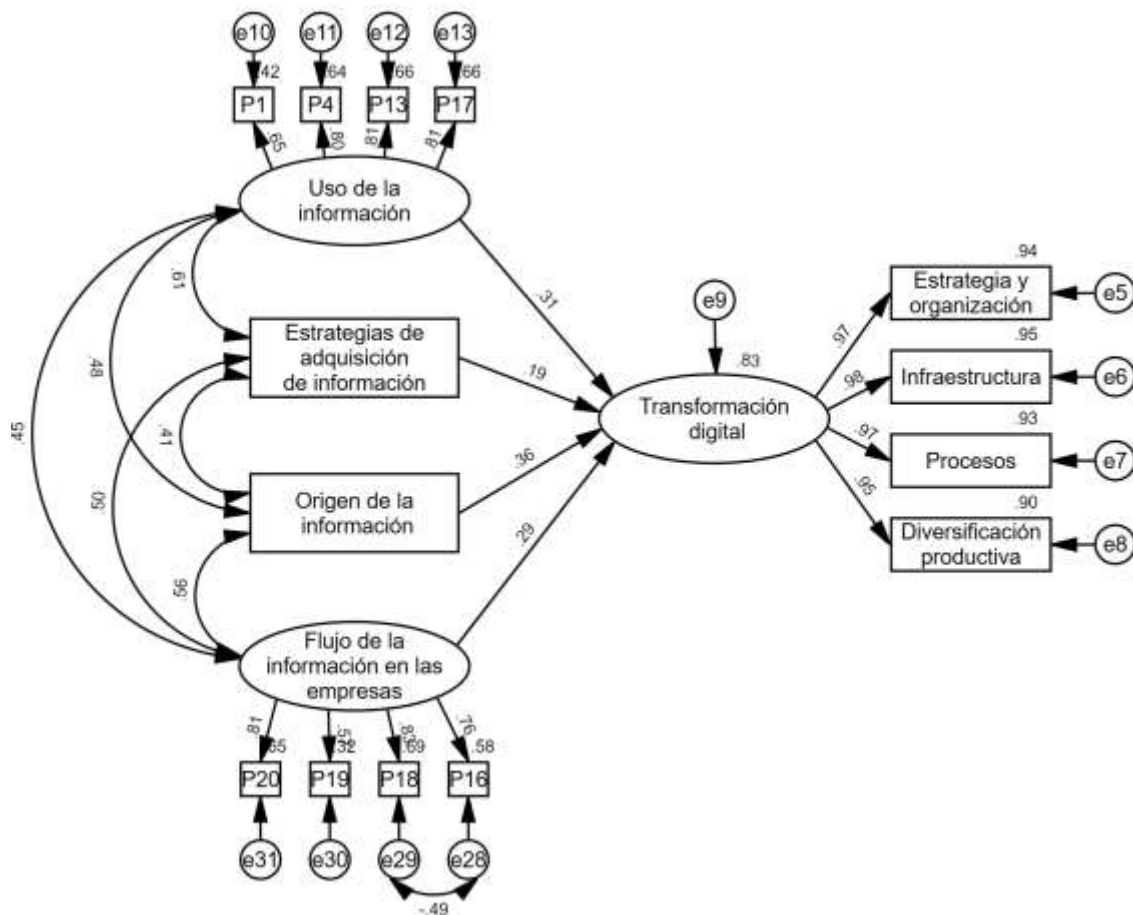 e10 e11 e12 e13
.42 .64 .66 .66
P1 P4 P13 P17
.65 .80 .81 .81
Uso de la
información
.61
.48
.45
.50
.41
.56
Estrategias de
adquisición
de información
Origen de la
información
Flujo de la
información en las
empresas
.31
.19
.36
.29
e9
.83
Transformación
digital
.97
.98
.97
.95
.94
Estrategia y
organización
e5
.95
Infraestructura
e6
.93
Procesos
e7
.90
Diversificación
productiva
e8
.81 .83 .76
.65 .32 .69 .58
P20 P19 P18 P16
e31 e30 e29 e28
-.49